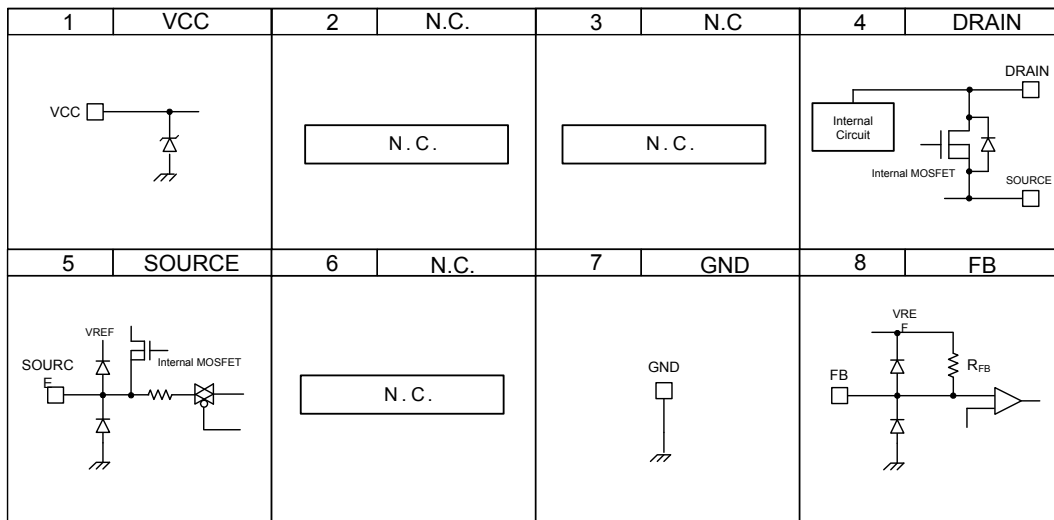 1 VCC 2 N.C. 3 N.C 4 DRAIN
VCC
N.C.
N.C.
DRAIN
Internal
Circuit
Internal MOSFET
SOURCE
5 SOURCE 6 N.C. 7 GND 8 FB
VREF
Internal MOSFET
SOURC
E
N.C.
GND
VRE
F
RFB
FB